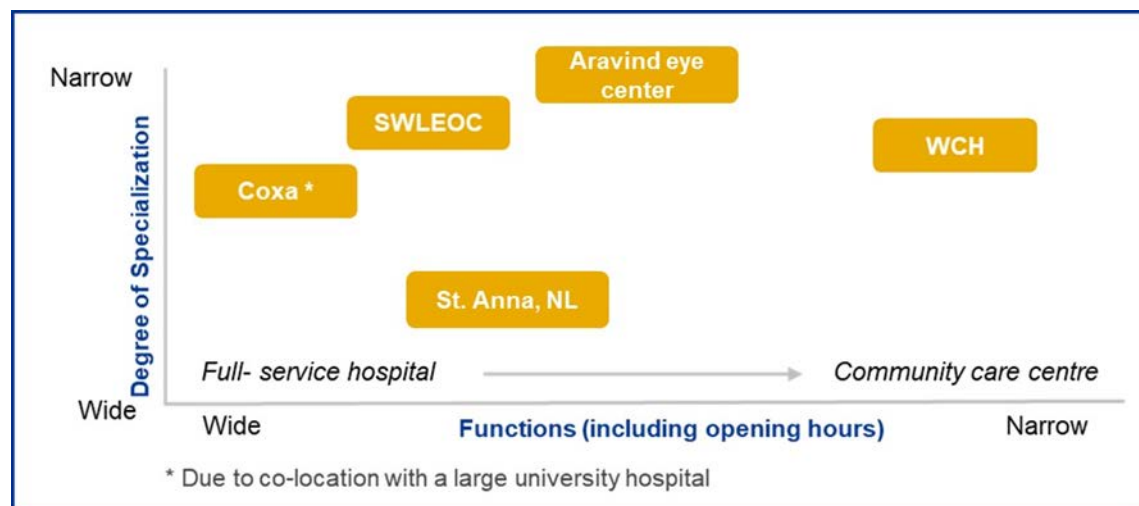 Narrow
Aravind eye
center
SWLEOC
WCH
Coxa *
Degree of Specialization
St. Anna, NL
Full- service hospital
Community care centre
Wide
Wide
Functions (including opening hours)
Narrow
* Due to co-location with a large university hospital